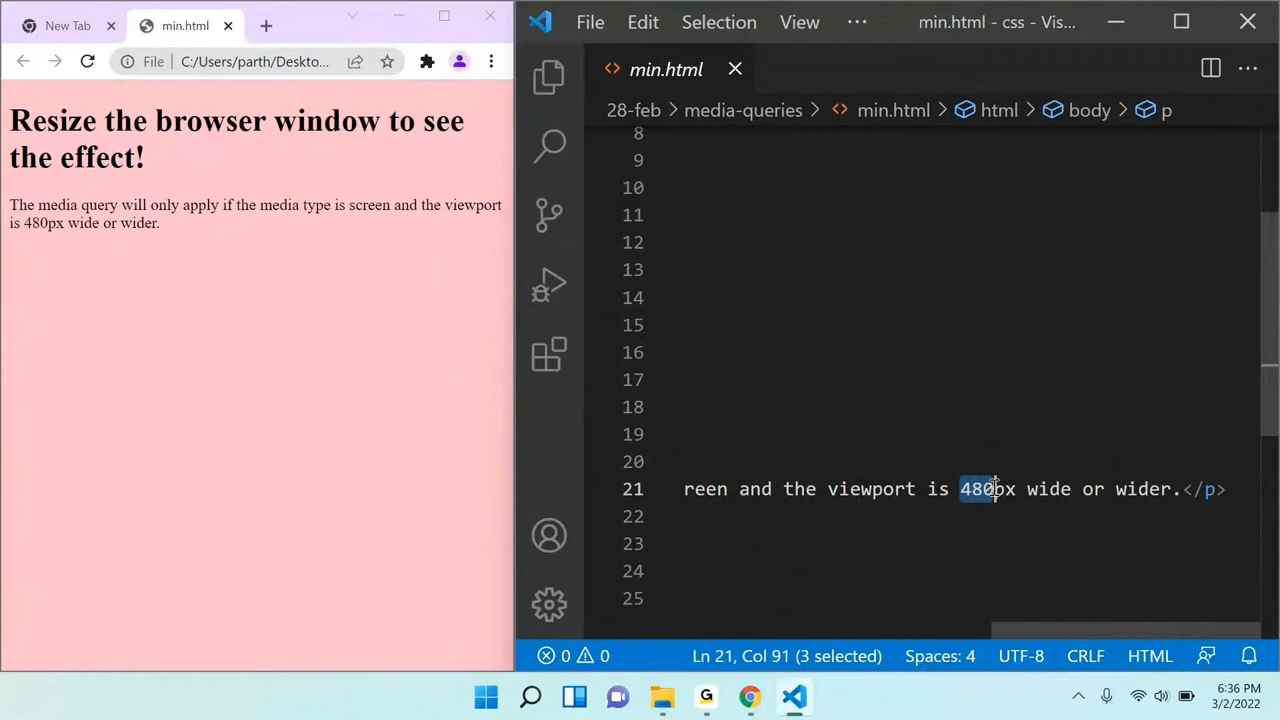 New Tab
min.html
File
C:/Users/parth/Deskto...
Resize the browser window to see
the effect!
The media query will only apply if the media type is screen and the viewport
is 480px wide or wider.
File Edit Selection View ... min.html - css - Vis...
min.html
28-feb > media-queries > min.html > html > body > p
8
9
10
11
12
13
14
15
16
17
18
19
20
21 reen and the viewport is 480px wide or wider.</p>
22
23
24
25
0 0 Ln 21, Col 91 (3 selected) Spaces: 4 UTF-8 CRLF HTML
G
6:36 PM
3/2/2022